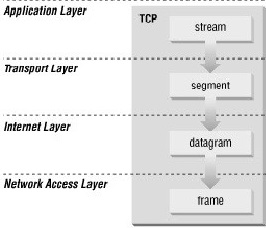 Application Layer
TCP
stream
Transport Layer
segment
Internet Layer
datagram
Network Access Layer
frame